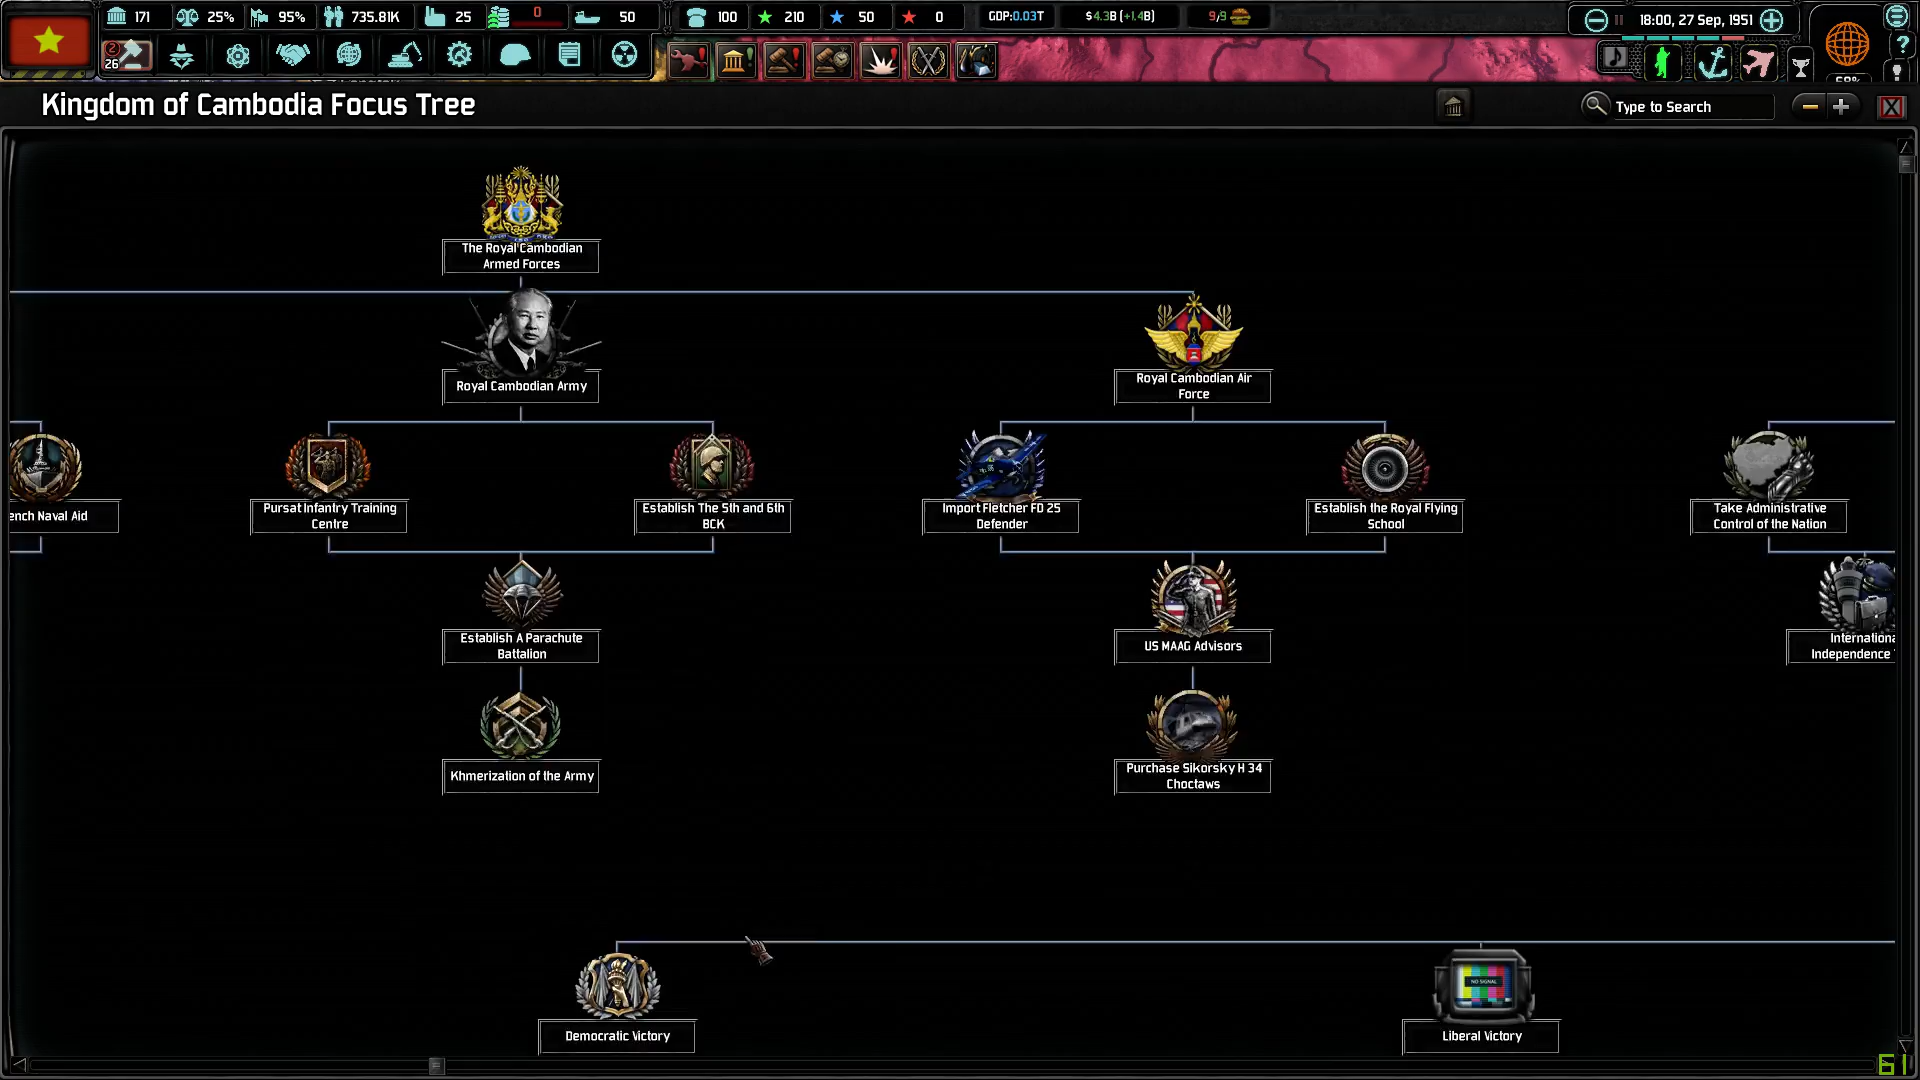 171
25%
95%
735.81K
25
0
50
100
210
50
0
GDP:0.03T
$4.3B (+1.4B)
9/9
18:00, 27 Sep, 1951
2
26
?
Kingdom of Cambodia Focus Tree
Type to Search
The Royal Cambodian
Armed Forces
Royal Cambodian Army
Royal Cambodian Air
Force
ench Naval Aid
Pursat Infantry Training
Centre
Establish The 5th and 6th
BCK
Import Fletcher FD 25
Defender
Establish the Royal Flying
School
Take Administrative
Control of the Nation
Establish A Parachute
Battalion
US MAAG Advisors
Internationa
Independence
Khmerization of the Army
Purchase Sikorsky H 34
Choctaws
NO SIGNAL
Democratic Victory
Liberal Victory
61